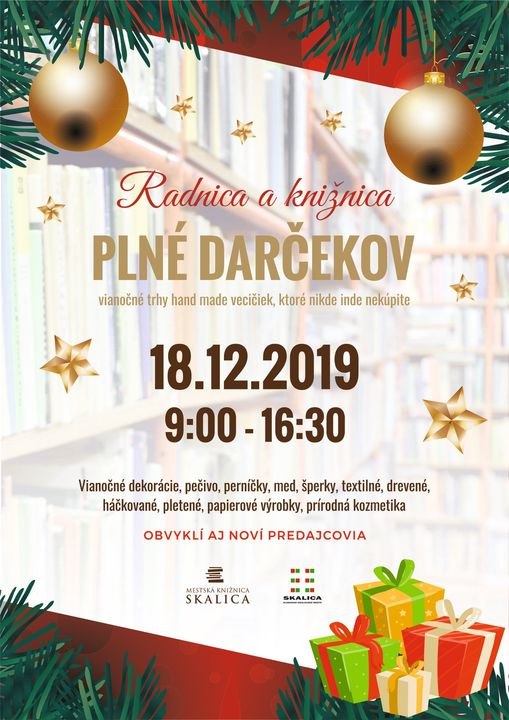 Radnica a knižnica
PLNÉ DARČEKOV
vianočné trhy hand made vecičiek, ktoré nikde inde nekúpite
18.12.2019
9:00 - 16:30
Vianočné dekorácie, pečivo, perníčky, med, šperky, textilné, drevené,
háčkované, pletené, papierové výrobky, prírodná kozmetika
OBVYKLÍ AJ NOVÍ PREDAJCOVIA
MESTSKÁ KNIŽNICA
SKALICA
SKALICA